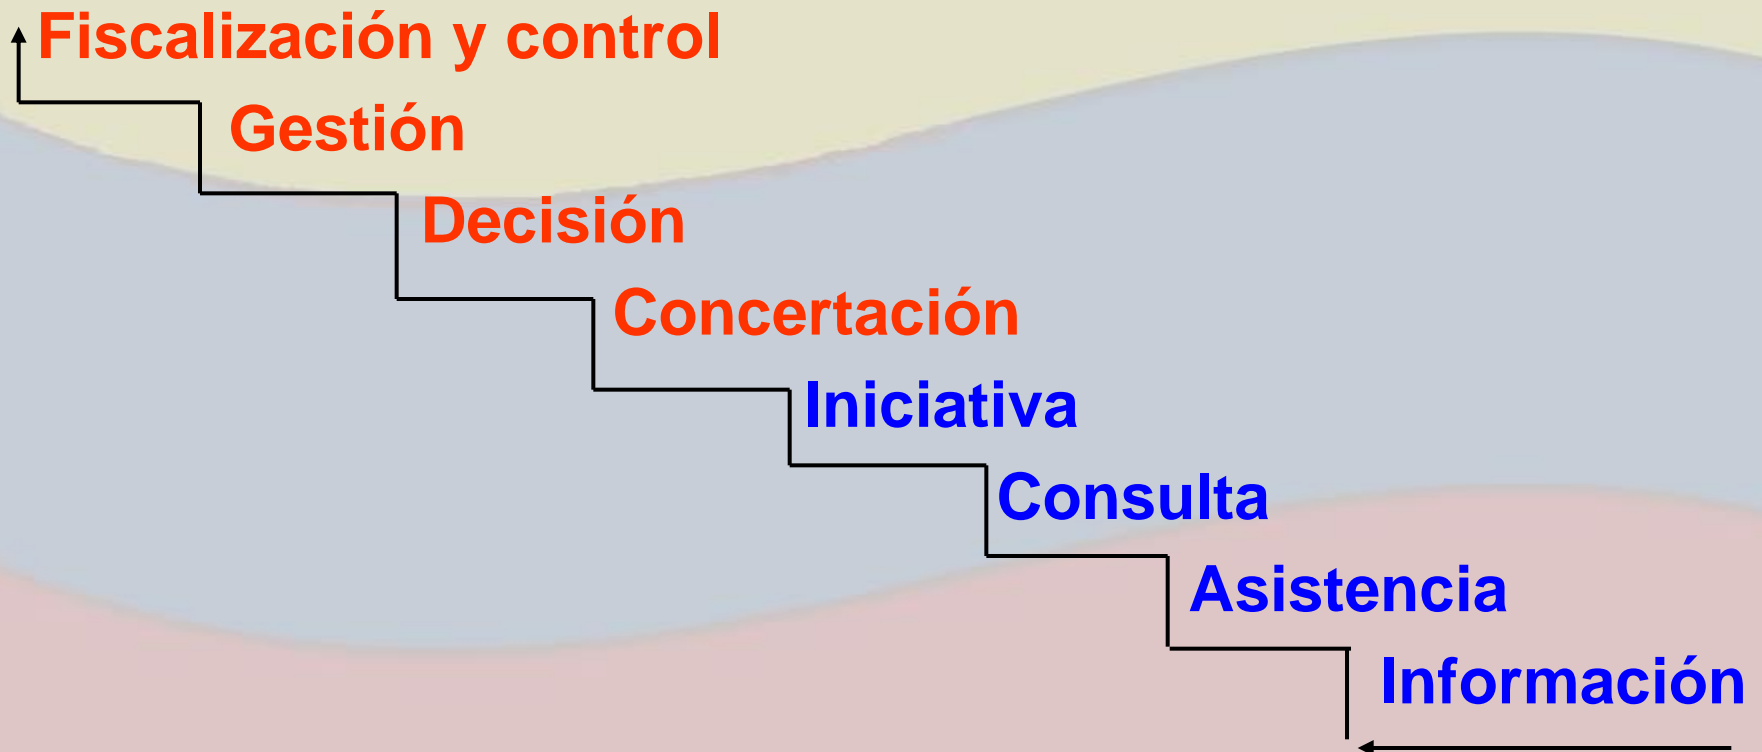 Fiscalización y control
Gestión
Decisión
Concertación
Iniciativa
Consulta
Asistencia
Información